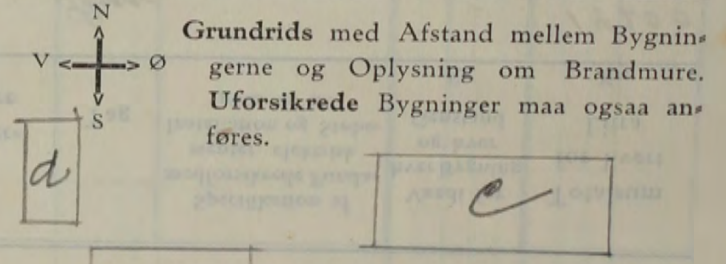 N
V Ø
S
Grundrids med Afstand mellem Bygnin=
gerne og Oplysning om Brandmure.
Uforsikrede Bygninger maa ogsaa an=
føres.
d
e